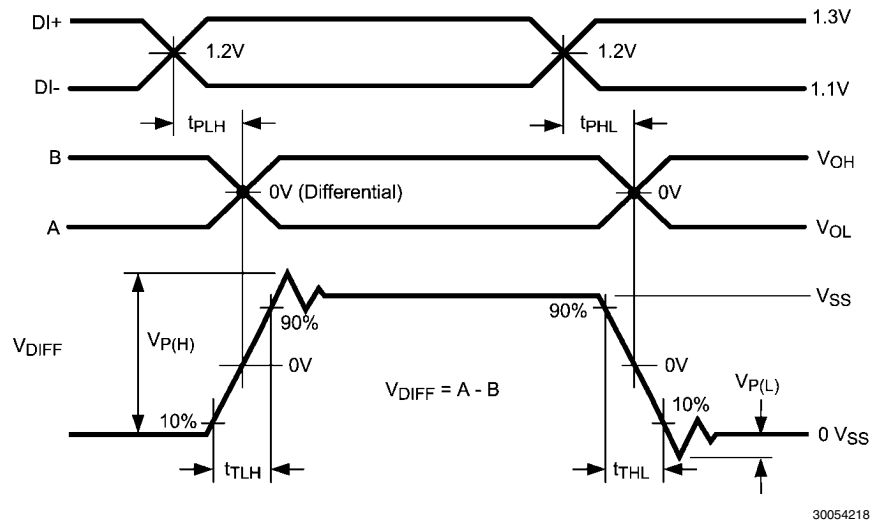 DI+ 1.2V 1.2V 1.3V
DI- 1.1V
tPLH tPHL
B VOH
0V (Differential) 0V
A VOL
VSS
90% 90%
VDIFF VP(H) 0V 0V
VDIFF = A - B VP(L)
10% 10%
0 VSS
tTLH tTHL
30054218